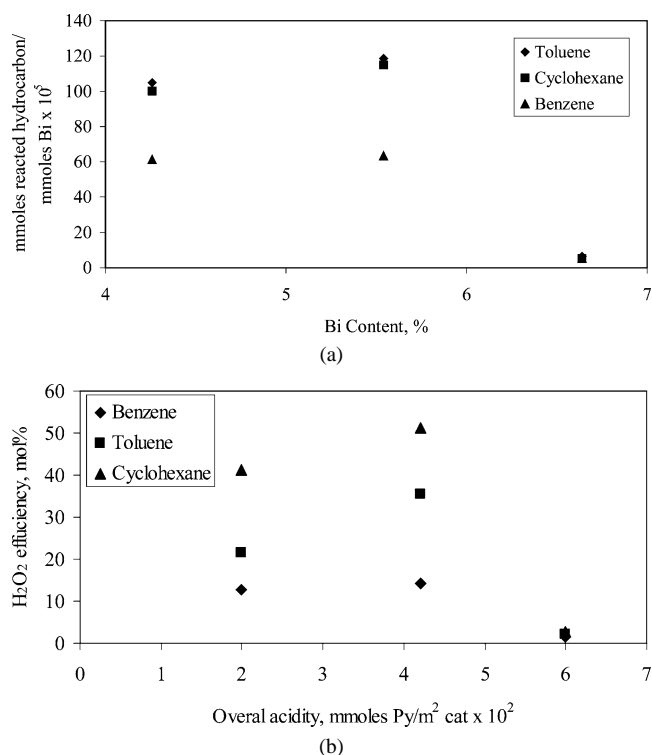 140
120
100
80
60
40
20
0
mmoles reacted hydrocarbon/
mmoles Bi x 10⁵
Toluene
Cyclohexane
Benzene
4 5 6 7
Bi Content, %
(a)
60
50
40
30
20
10
0
H₂O₂ effuciency, mol%
Benzene
Toluene
Cyclohexane
0 1 2 3 4 5 6 7
Overal acidity, mmoles Py/m² cat x 10²
(b)